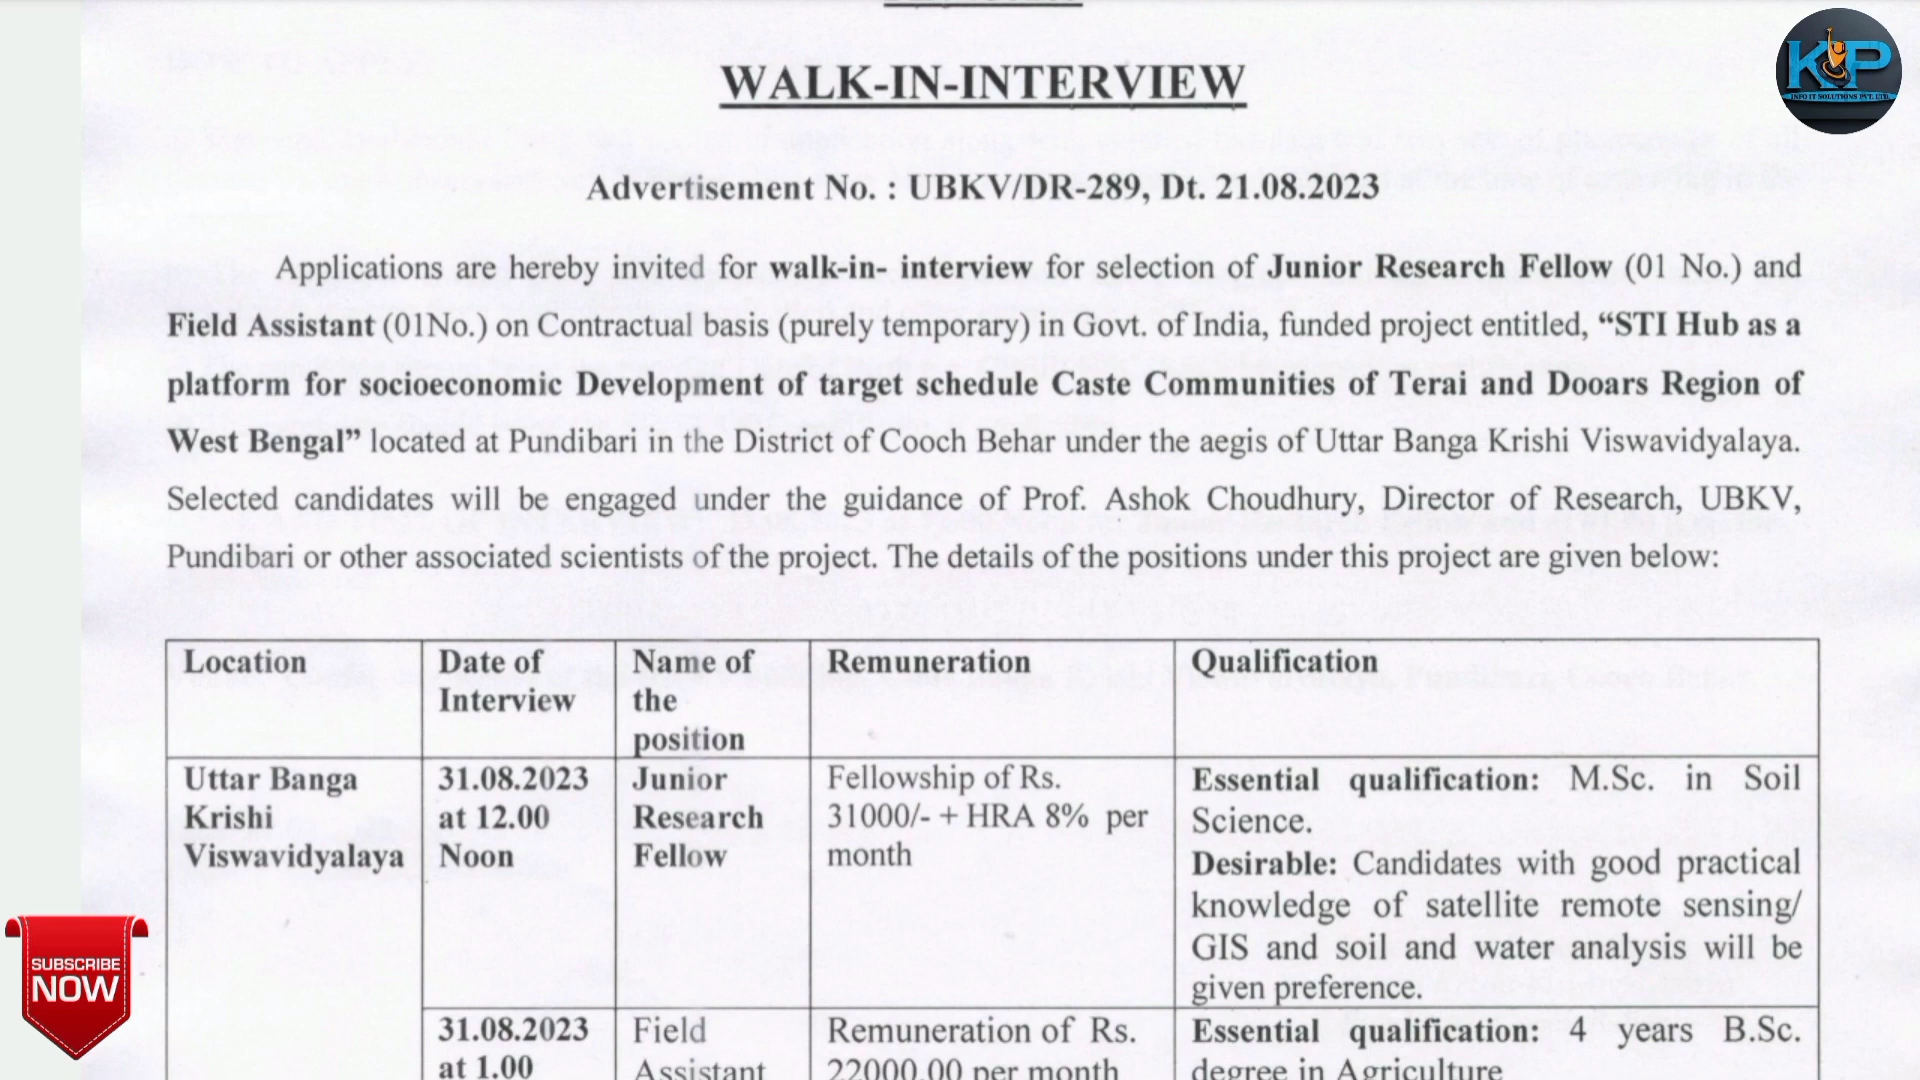 WALK-IN-INTERVIEW
KP
INFO IT SOLUTIONS PVT. LTD.
Advertisement No. : UBKV/DR-289, Dt. 21.08.2023
Applications are hereby invited for walk-in- interview for selection of Junior Research Fellow (01 No.) and
Field Assistant (01No.) on Contractual basis (purely temporary) in Govt. of India, funded project entitled, “STI Hub as a
platform for socioeconomic Development of target schedule Caste Communities of Terai and Dooars Region of
West Bengal” located at Pundibari in the District of Cooch Behar under the aegis of Uttar Banga Krishi Viswavidyalaya.
Selected candidates will be engaged under the guidance of Prof. Ashok Choudhury, Director of Research, UBKV,
Pundibari or other associated scientists of the project. The details of the positions under this project are given below:
Location
Date of
Interview
Name of
the
position
Remuneration
Qualification
Uttar Banga
Krishi
Viswavidyalaya
31.08.2023
at 12.00
Noon
Junior
Research
Fellow
Fellowship of Rs.
31000/- + HRA 8% per
month
Essential qualification: M.Sc. in Soil
Science.
Desirable: Candidates with good practical
knowledge of satellite remote sensing/
GIS and soil and water analysis will be
given preference.
31.08.2023
at 1.00
Field
Assistant
Remuneration of Rs.
22000.00 per month
Essential qualification: 4 years B.Sc.
degree in Agriculture
SUBSCRIBE
NOW